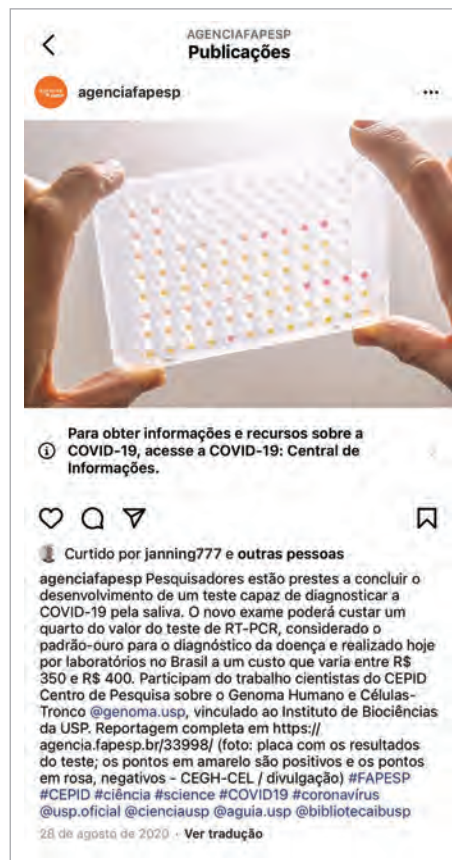 AGENCIAFAPESP
Publicações
agenciafapesp
Para obter informações e recursos sobre a
COVID-19, acesse a COVID-19: Central de
Informações.
Curtido por janning777 e outras pessoas
agenciafapesp Pesquisadores estão prestes a concluir o
desenvolvimento de um teste capaz de diagnosticar a
COVID-19 pela saliva. O novo exame poderá custar um
quarto do valor do teste de RT-PCR, considerado o
padrão-ouro para o diagnóstico da doença e realizado hoje
por laboratórios no Brasil a um custo que varia entre R$
350 e R$ 400. Participam do trabalho cientistas do CEPID
Centro de Pesquisa sobre o Genoma Humano e Células-
Tronco @genoma.usp, vinculado ao Instituto de Biociências
da USP. Reportagem completa em https://
agencia.fapesp.br/33998/ (foto: placa com os resultados
do teste; os pontos em amarelo são positivos e os pontos
em rosa, negativos - CEGH-CEL / divulgação) #FAPESP
#CEPID #ciência #science #COVID19 #coronavírus
@usp.oficial @cienciausp @aguia.usp @bibliotecaibusp
28 de agosto de 2020 · Ver tradução